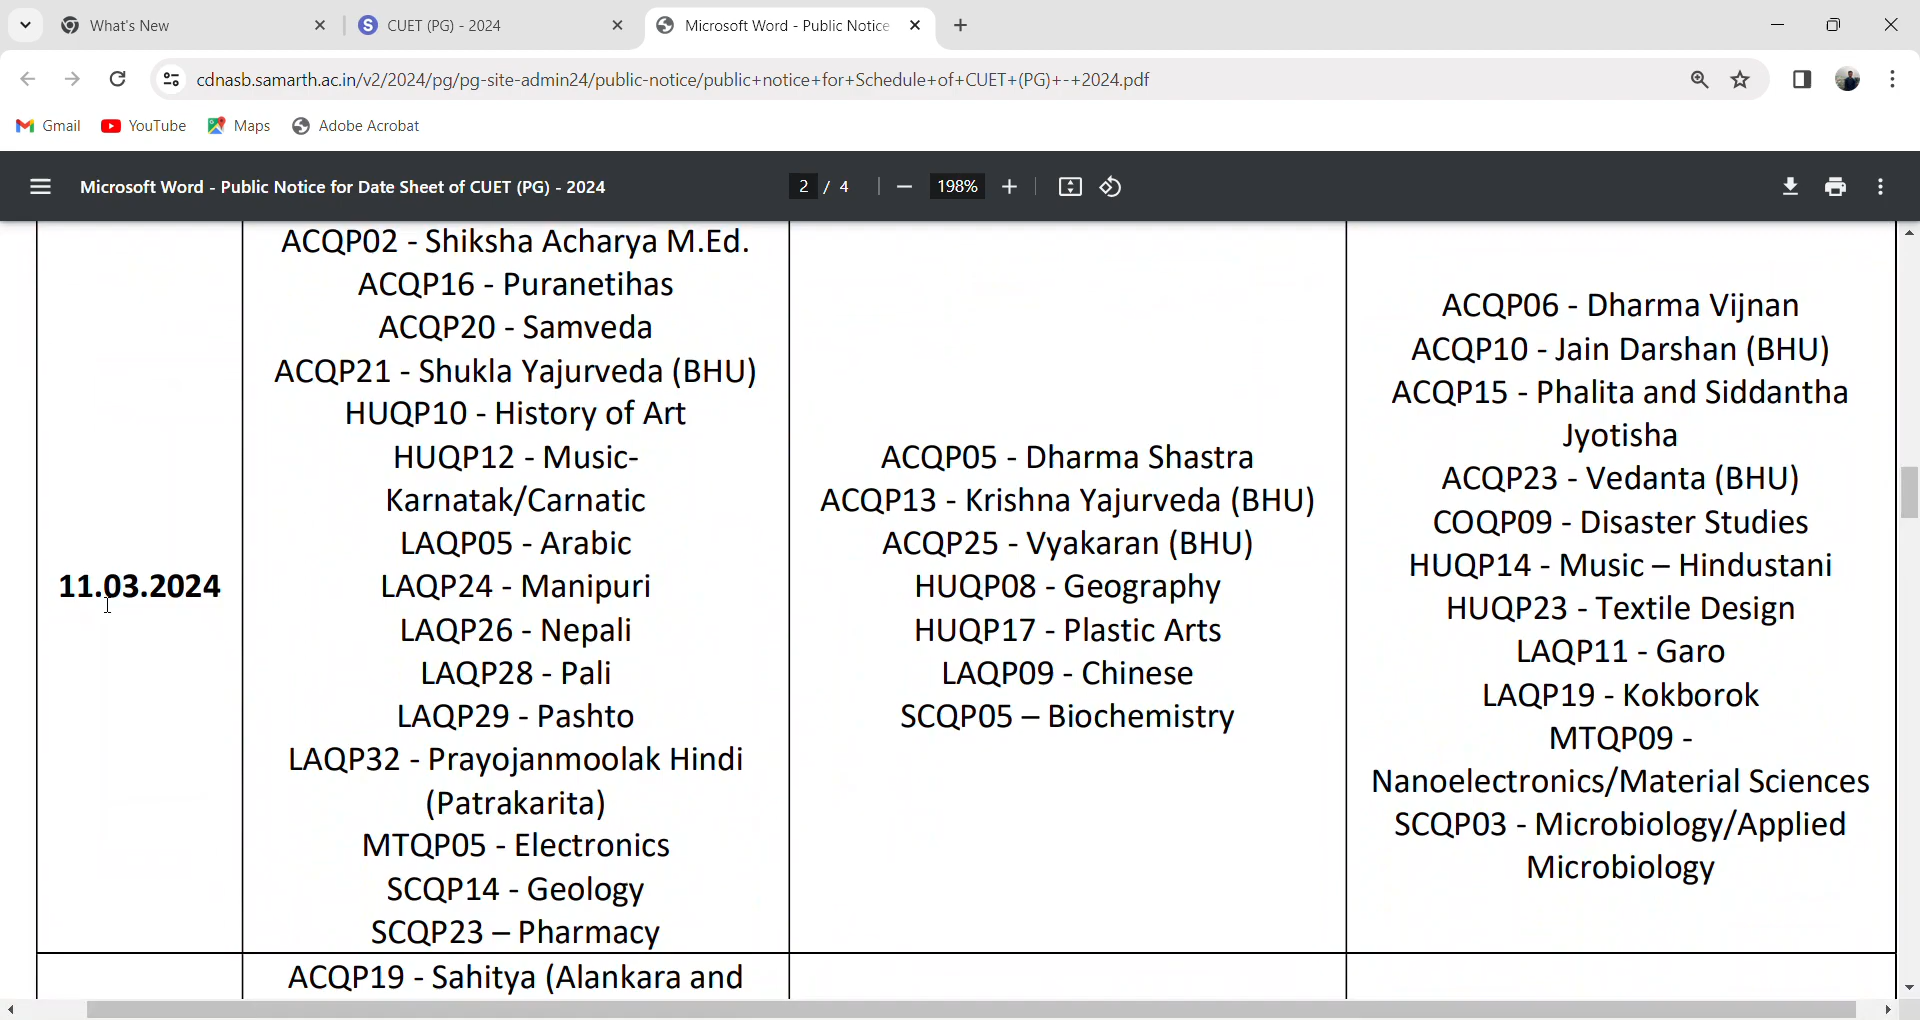 What's New
CUET (PG) - 2024
Microsoft Word - Public Notice
cdnasb.samarth.ac.in/v2/2024/pg/pg-site-admin24/public-notice/public+notice+for+Schedule+of+CUET+(PG)+-+2024.pdf
Gmail
YouTube
Maps
Adobe Acrobat
Microsoft Word - Public Notice for Date Sheet of CUET (PG) - 2024
2 / 4
198%
11.03.2024
ACQP02 - Shiksha Acharya M.Ed.
ACQP16 - Puranetihas
ACQP20 - Samveda
ACQP21 - Shukla Yajurveda (BHU)
HUQP10 - History of Art
HUQP12 - Music-
Karnatak/Carnatic
LAQP05 - Arabic
LAQP24 - Manipuri
LAQP26 - Nepali
LAQP28 - Pali
LAQP29 - Pashto
LAQP32 - Prayojanmoolak Hindi
(Patrakarita)
MTQP05 - Electronics
SCQP14 - Geology
SCQP23 – Pharmacy
ACQP05 - Dharma Shastra
ACQP13 - Krishna Yajurveda (BHU)
ACQP25 - Vyakaran (BHU)
HUQP08 - Geography
HUQP17 - Plastic Arts
LAQP09 - Chinese
SCQP05 – Biochemistry
ACQP06 - Dharma Vijnan
ACQP10 - Jain Darshan (BHU)
ACQP15 - Phalita and Siddantha
Jyotisha
ACQP23 - Vedanta (BHU)
COQP09 - Disaster Studies
HUQP14 - Music – Hindustani
HUQP23 - Textile Design
LAQP11 - Garo
LAQP19 - Kokborok
MTQP09 -
Nanoelectronics/Material Sciences
SCQP03 - Microbiology/Applied
Microbiology
ACQP19 - Sahitya (Alankara and